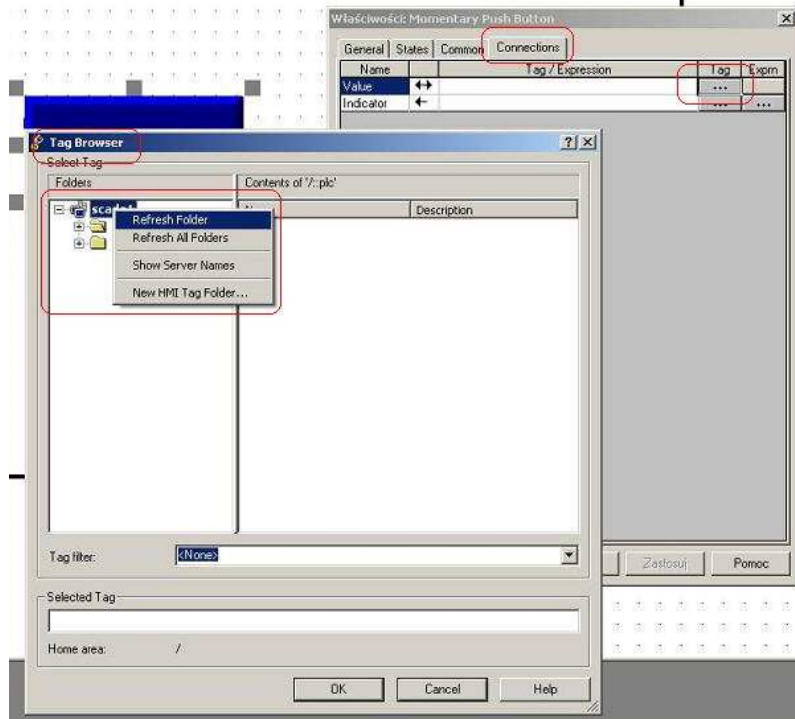 Właściwości: Momentary Push Button
General States Common Connections
Name Tag / Expression Tag Exprn
Value ...
Indicator ... ...
Tag Browser
Select Tag
Folders Contents of '/::plc'
Description
Refresh Folder
Refresh All Folders
Show Server Names
New HMI Tag Folder...
Tag filter: <None>
Zastosuj Pomoc
Selected Tag
Home area: /
OK Cancel Help